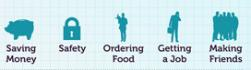 Saving Safety Ordering Getting Making
Money Food a Job Friends